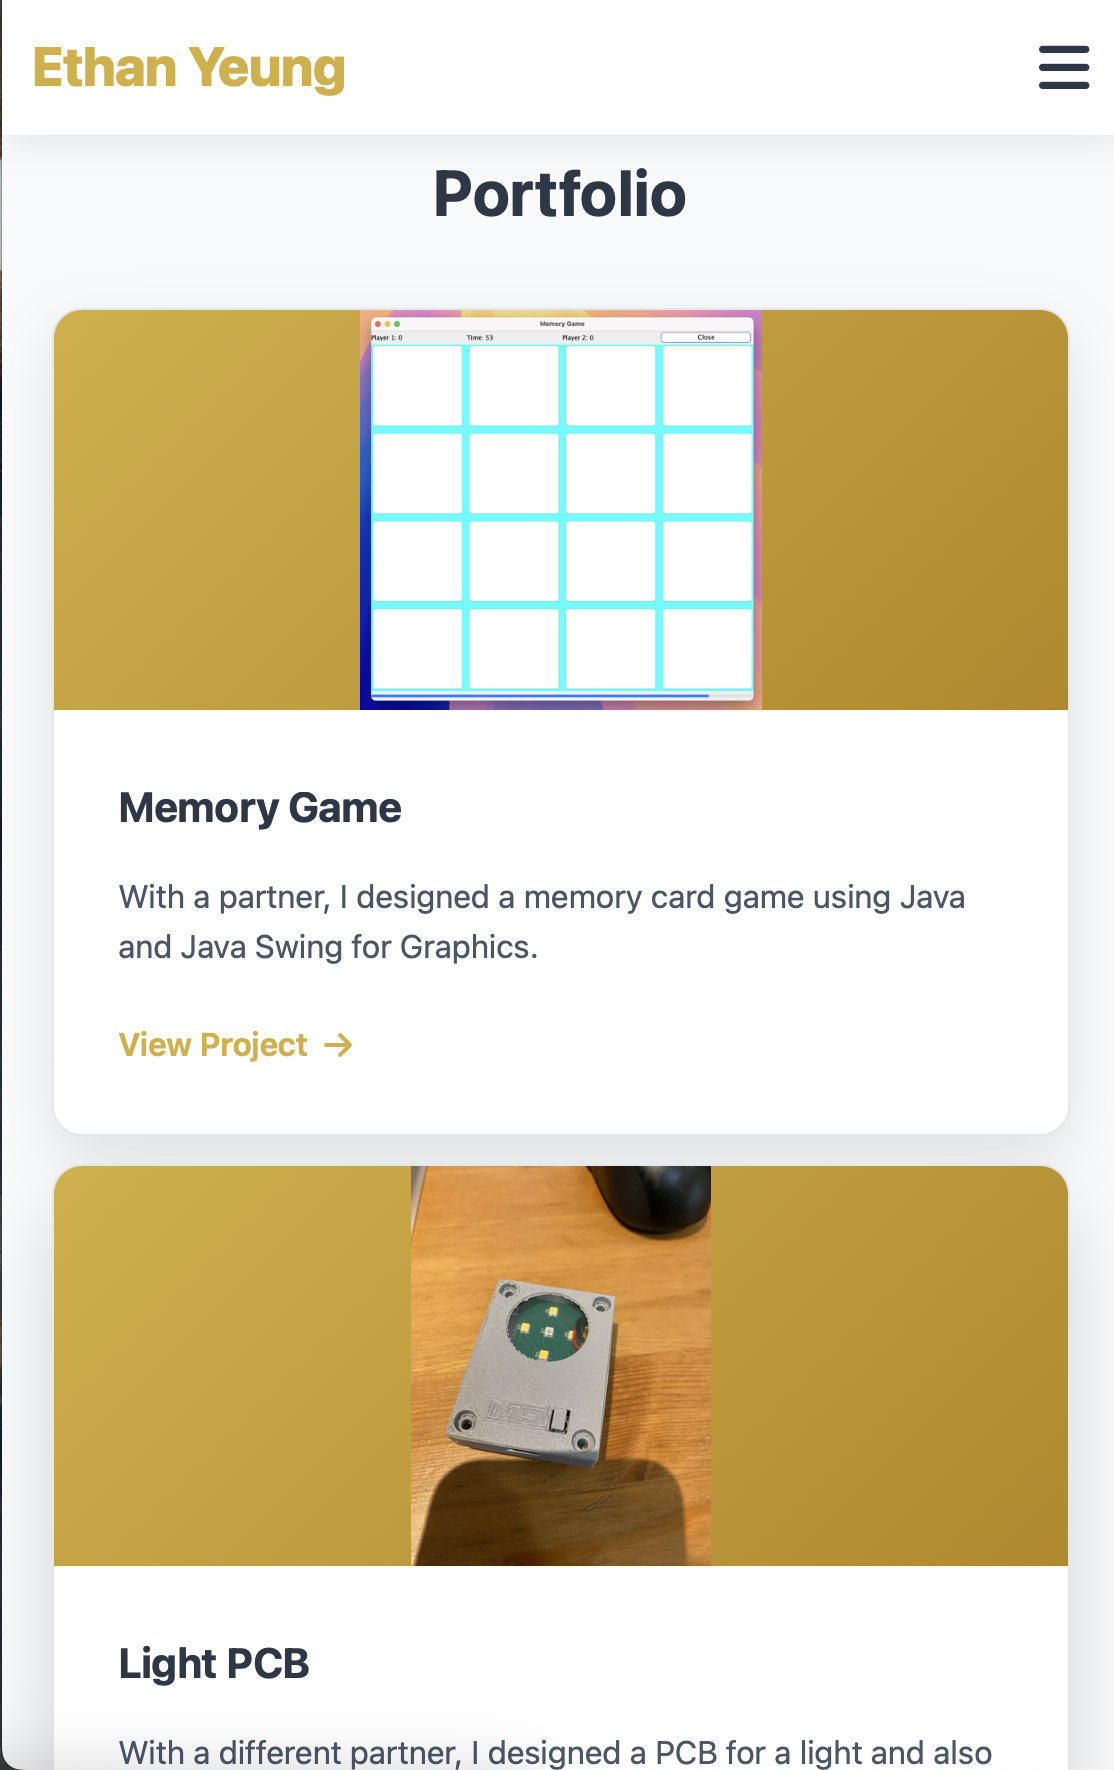 Ethan Yeung
Portfolio
Memory Game
Player 1: 0 Time: 53 Player 2: 0 Close
Memory Game
With a partner, I designed a memory card game using Java
and Java Swing for Graphics.
View Project →
Light PCB
With a different partner, I designed a PCB for a light and also